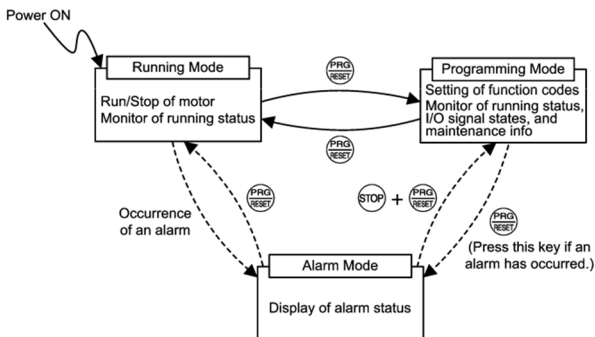 Power ON
Running Mode
Run/Stop of motor
Monitor of running status
PRG
RESET
PRG
RESET
Programming Mode
Setting of function codes
Monitor of running status,
I/O signal states, and
maintenance info
Occurrence
of an alarm
PRG
RESET
STOP + PRG
RESET
PRG
RESET
(Press this key if an
alarm has occurred.)
Alarm Mode
Display of alarm status